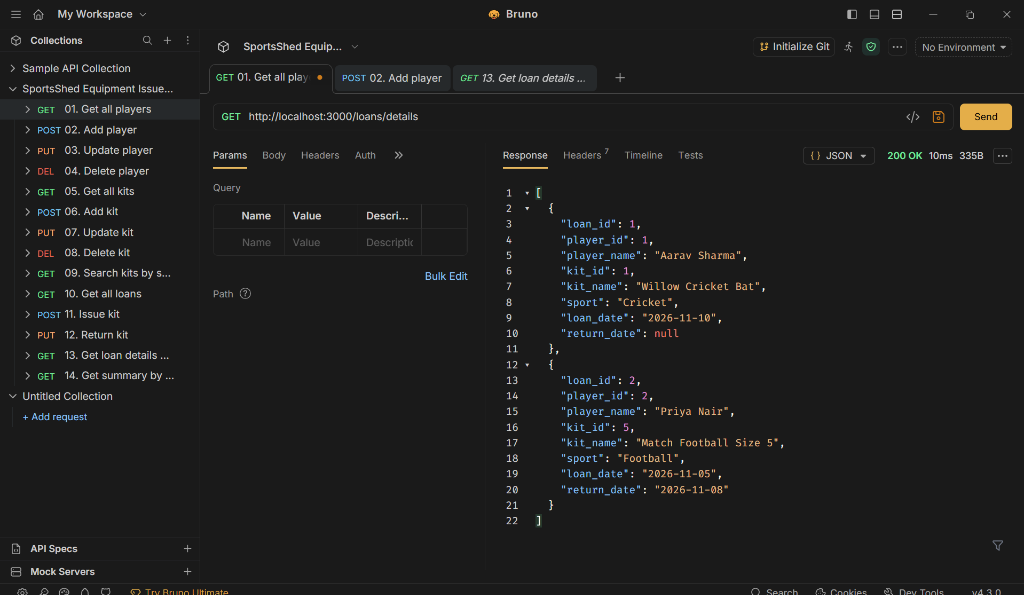 My Workspace
Bruno
Collections
SportsShed Equip...
Initialize Git
No Environment
Sample API Collection
SportsShed Equipment Issue...
GET 01. Get all players
POST 02. Add player
PUT 03. Update player
DEL 04. Delete player
GET 05. Get all kits
POST 06. Add kit
PUT 07. Update kit
DEL 08. Delete kit
GET 09. Search kits by s...
GET 10. Get all loans
POST 11. Issue kit
PUT 12. Return kit
GET 13. Get loan details ...
GET 14. Get summary by ...
Untitled Collection
+ Add request
API Specs
Mock Servers
GET 01. Get all play
POST 02. Add player
GET 13. Get loan details ...
GET http://localhost:3000/loans/details
Send
Params Body Headers Auth
Query
Name Value Descri...
Name Value Descriptic
Bulk Edit
Path
Response Headers 7 Timeline Tests
{ } JSON 200 OK 10ms 335B
1 [
2 {
3 "loan_id": 1,
4 "player_id": 1,
5 "player_name": "Aarav Sharma",
6 "kit_id": 1,
7 "kit_name": "Willow Cricket Bat",
8 "sport": "Cricket",
9 "loan_date": "2026-11-10",
10 "return_date": null
11 },
12 {
13 "loan_id": 2,
14 "player_id": 2,
15 "player_name": "Priya Nair",
16 "kit_id": 5,
17 "kit_name": "Match Football Size 5",
18 "sport": "Football",
19 "loan_date": "2026-11-05",
20 "return_date": "2026-11-08"
21 }
22 ]
Try Bruno Ultimate
Search Cookies Dev Tools v4.3.0